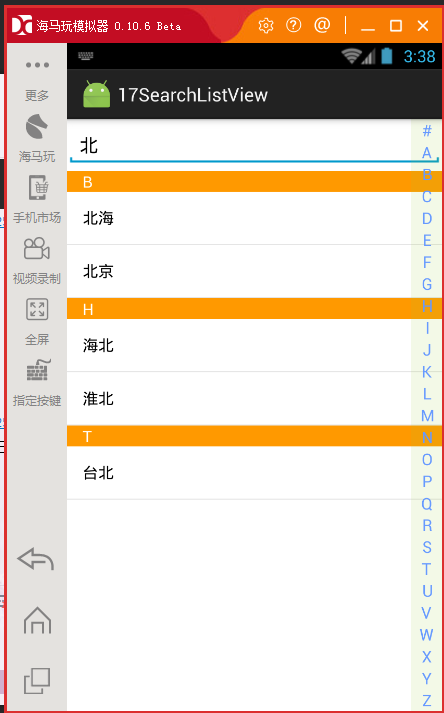 海马玩模拟器 0.10.6 Beta
3:38
更多
海马玩
手机市场
视频录制
全屏
指定按键
17SearchListView
北
B
北海
北京
H
海北
淮北
T
台北
#
A
B
C
D
E
F
G
H
I
J
K
L
M
N
O
P
Q
R
S
T
U
V
W
X
Y
Z